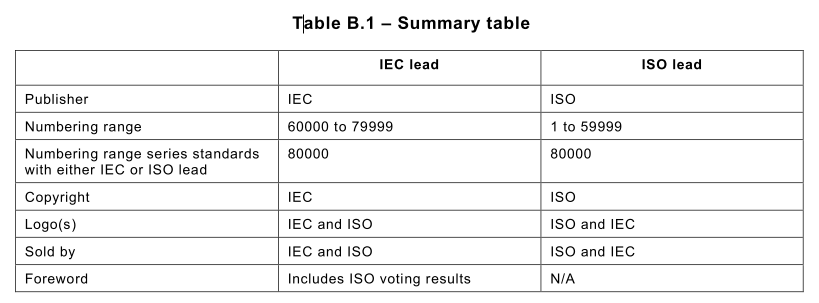 Table B.1 – Summary table
IEC lead ISO lead
Publisher IEC ISO
Numbering range 60000 to 79999 1 to 59999
Numbering range series standards 80000 80000
with either IEC or ISO lead
Copyright IEC ISO
Logo(s) IEC and ISO ISO and IEC
Sold by IEC and ISO ISO and IEC
Foreword Includes ISO voting results N/A